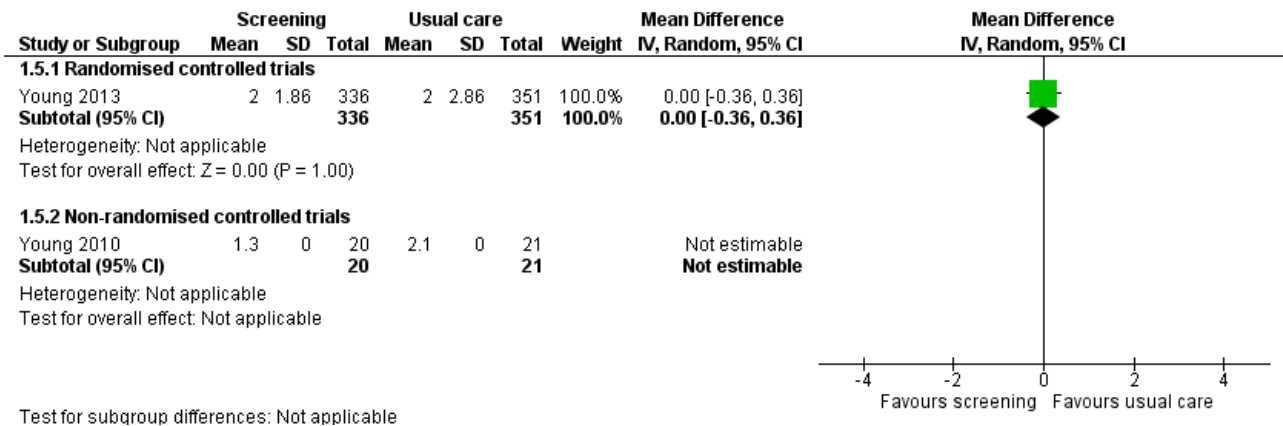 Screening Usual care Mean Difference Mean Difference
Study or Subgroup Mean SD Total Mean SD Total Weight IV, Random, 95% CI IV, Random, 95% CI
1.5.1 Randomised controlled trials
Young 2013 2 1.86 336 2 2.86 351 100.0% 0.00 [-0.36, 0.36]
Subtotal (95% CI) 336 351 100.0% 0.00 [-0.36, 0.36]
Heterogeneity: Not applicable
Test for overall effect: Z = 0.00 (P = 1.00)
1.5.2 Non-randomised controlled trials
Young 2010 1.3 0 20 2.1 0 21 Not estimable
Subtotal (95% CI) 20 21 Not estimable
Heterogeneity: Not applicable
Test for overall effect: Not applicable
-4 -2 0 2 4
Favours screening Favours usual care
Test for subgroup differences: Not applicable